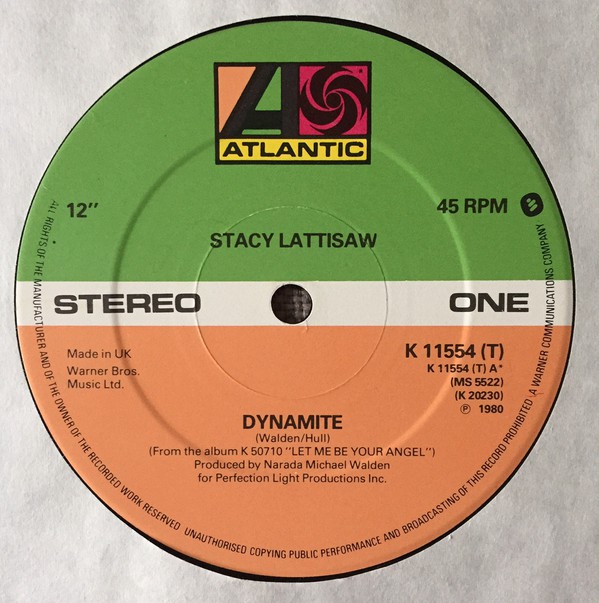 ATLANTIC
12"
45 RPM
STACY LATTISAW
STEREO
ONE
Made in UK
Warner Bros.
Music Ltd.
K 11554 (T)
K 11554 (T) A*
(MS 5522)
(K 20230)
℗ 1980
DYNAMITE
(Walden/Hull)
(From the album K 50710 "LET ME BE YOUR ANGEL")
Produced by Narada Michael Walden
for Perfection Light Productions Inc.
ALL RIGHTS OF THE MANUFACTURER AND OF THE OWNER OF THE RECORDED WORK RESERVED UNAUTHORISED COPYING PUBLIC PERFORMANCE AND BROADCASTING OF THIS RECORD PROHIBITED A WARNER COMMUNICATIONS COMPANY